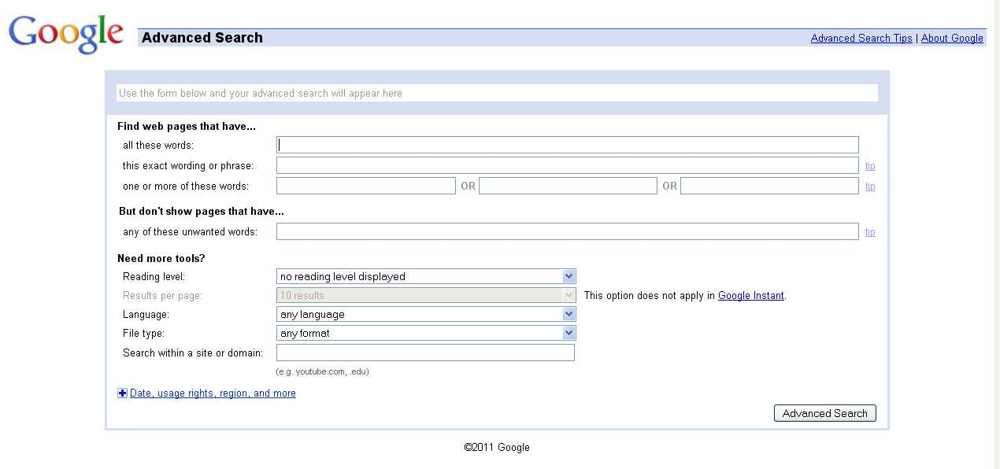 Google Advanced Search Advanced Search Tips | About Google
Use the form below and your advanced search will appear here
Find web pages that have...
all these words:
this exact wording or phrase: tip
one or more of these words: OR OR tip
But don't show pages that have...
any of these unwanted words: tip
Need more tools?
Reading level: no reading level displayed
Results per page: 10 results This option does not apply in Google Instant.
Language: any language
File type: any format
Search within a site or domain:
(e.g. youtube.com, .edu)
Date, usage rights, region, and more
Advanced Search
©2011 Google